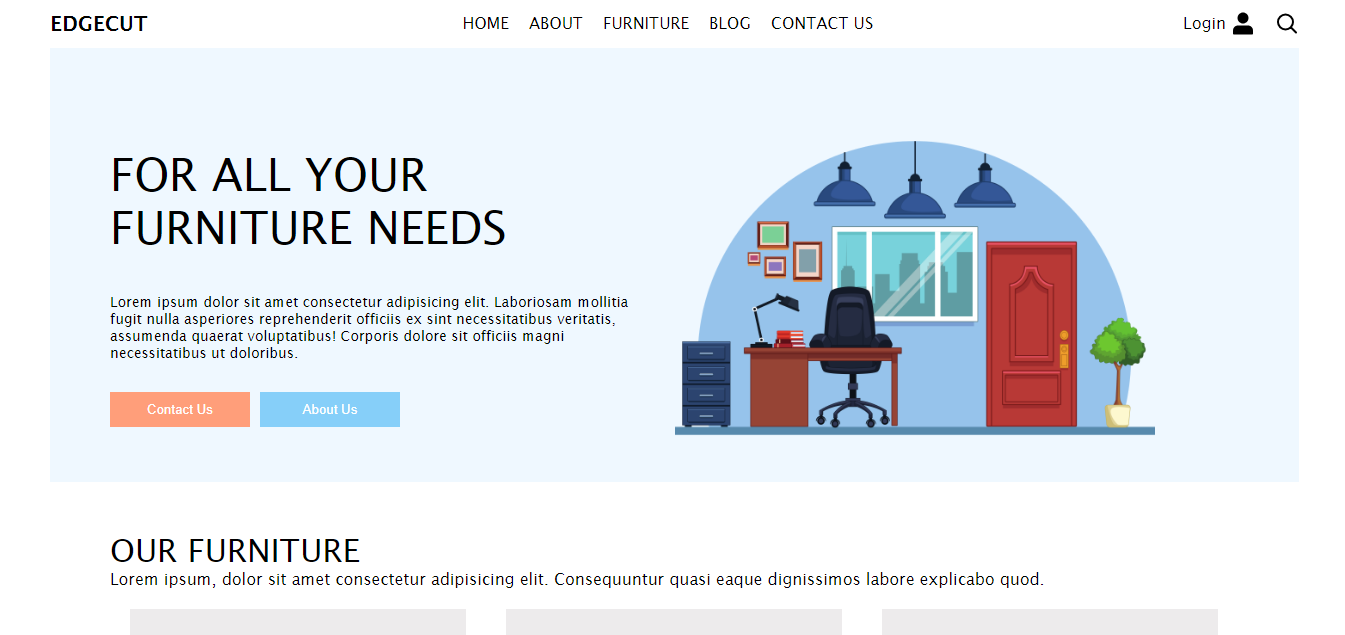 EDGECUT
HOME ABOUT FURNITURE BLOG CONTACT US
Login
FOR ALL YOUR
FURNITURE NEEDS
Lorem ipsum dolor sit amet consectetur adipisicing elit. Laboriosam mollitia
fugit nulla asperiores reprehenderit officiis ex sint necessitatibus veritatis,
assumenda quaerat voluptatibus! Corporis dolore sit officiis magni
necessitatibus ut doloribus.
Contact Us
About Us
OUR FURNITURE
Lorem ipsum, dolor sit amet consectetur adipisicing elit. Consequuntur quasi eaque dignissimos labore explicabo quod.